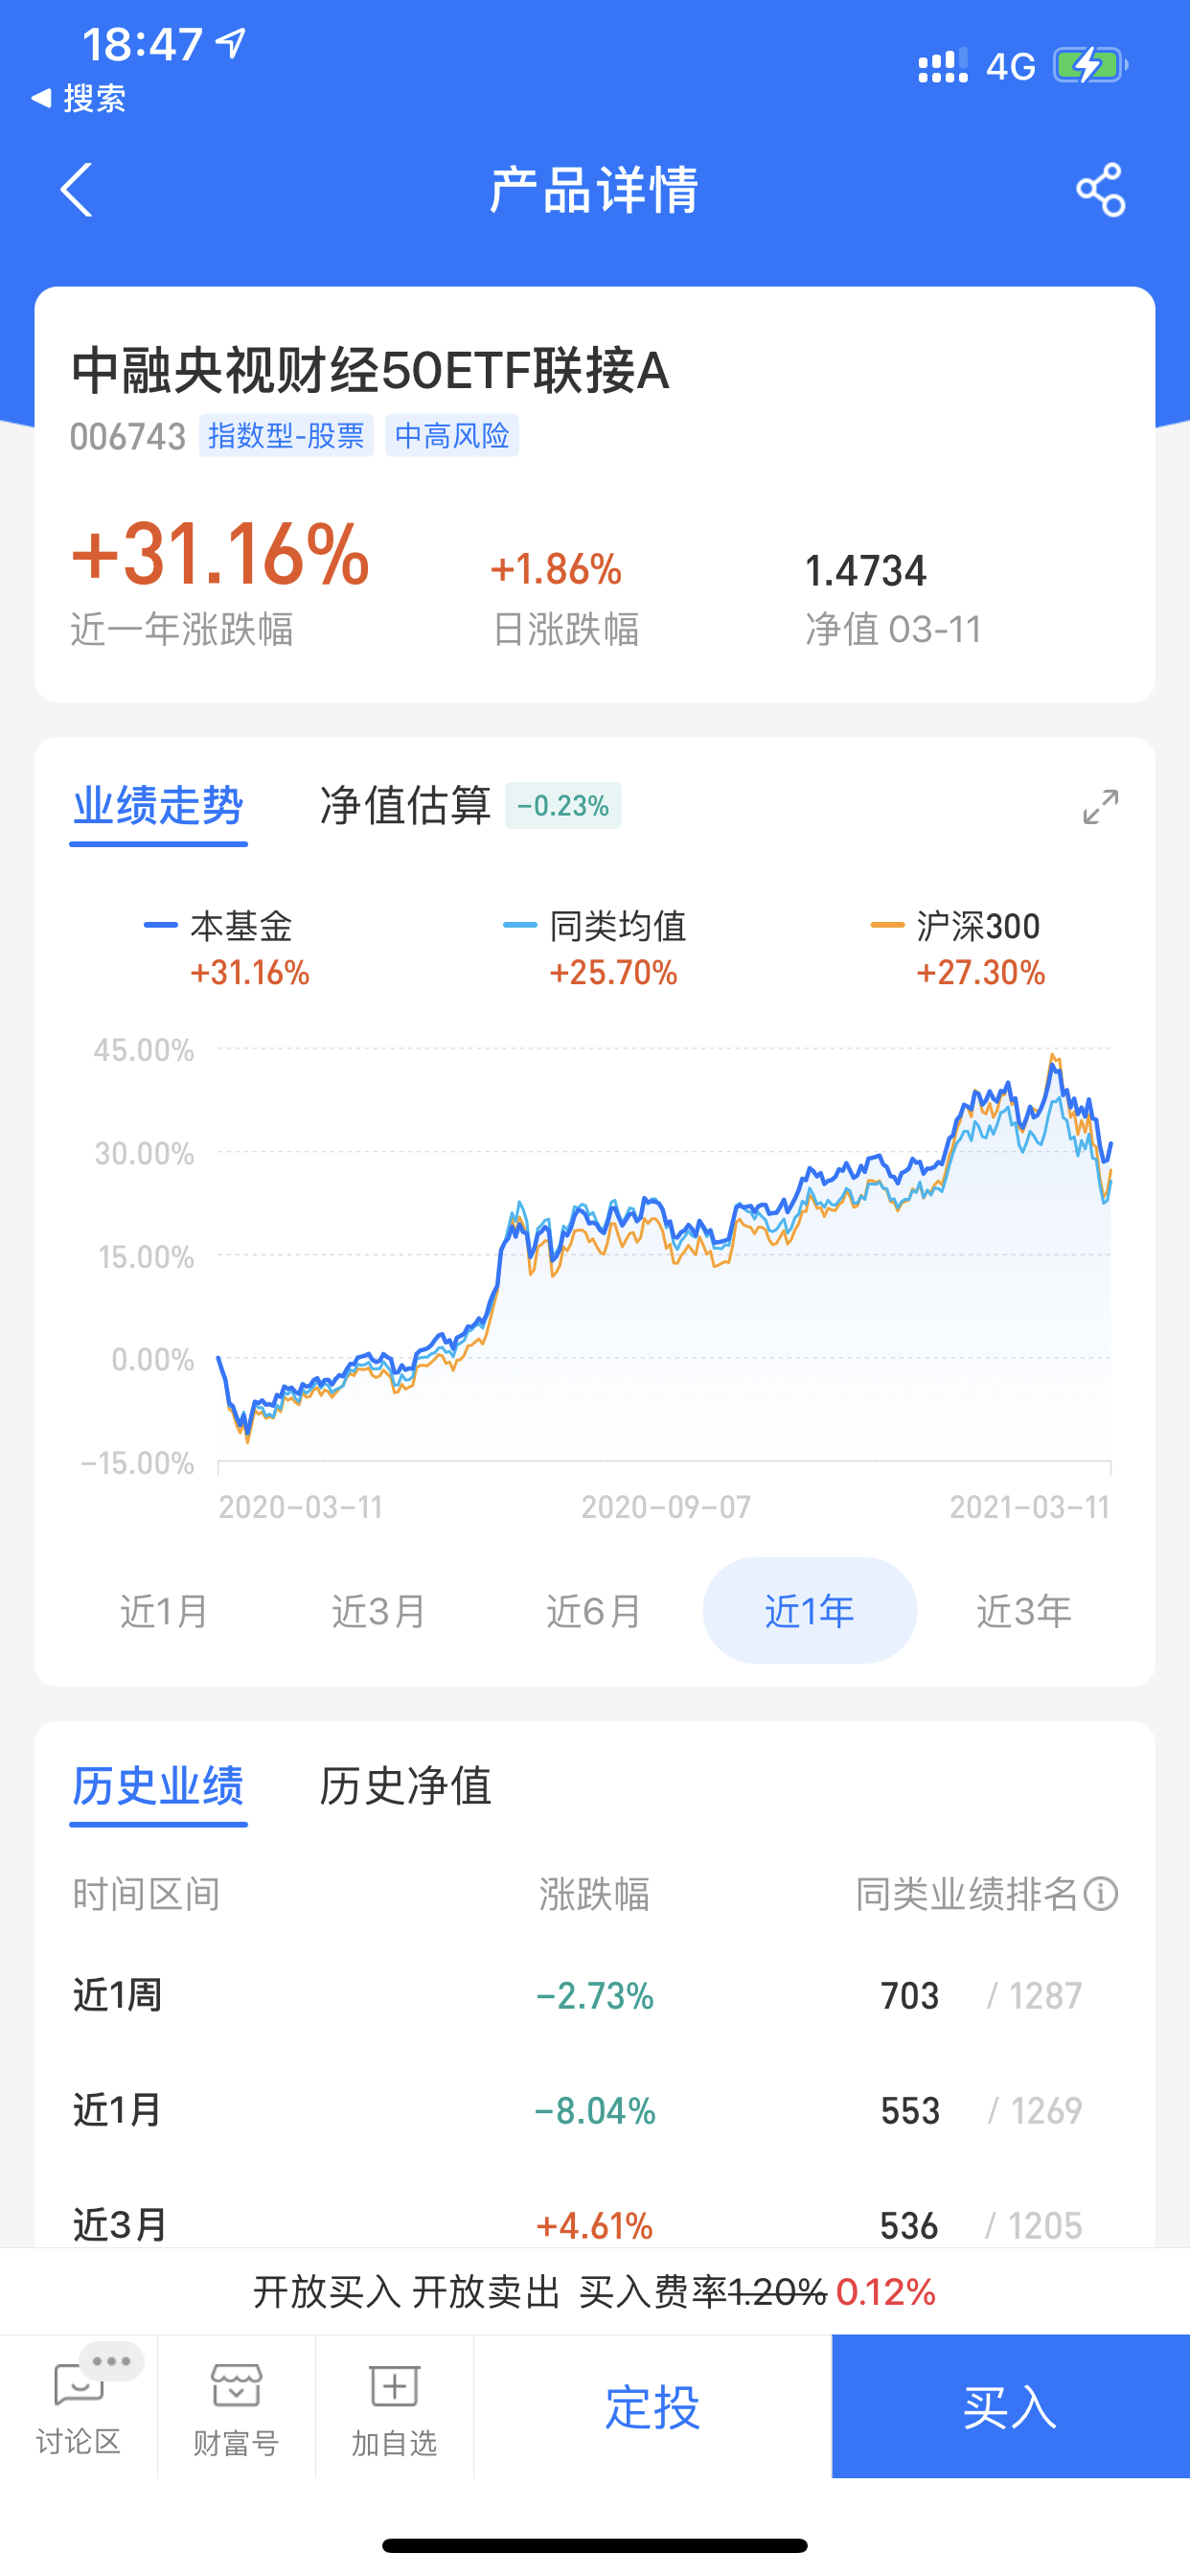 18:47
4G
搜索
产品详情
中融央视财经50ETF联接A
006743 指数型-股票 中高风险
+31.16% +1.86% 1.4734
近一年涨跌幅 日涨跌幅 净值 03-11
业绩走势 净值估算 -0.23%
本基金 同类均值 沪深300
+31.16% +25.70% +27.30%
45.00%
30.00%
15.00%
0.00%
-15.00%
2020-03-11 2020-09-07 2021-03-11
近1月 近3月 近6月 近1年 近3年
历史业绩 历史净值
时间区间 涨跌幅 同类业绩排名
近1周 -2.73% 703 / 1287
近1月 -8.04% 553 / 1269
近3月 +4.61% 536 / 1205
开放买入 开放卖出 买入费率1.20% 0.12%
讨论区 财富号 加自选 定投 买入